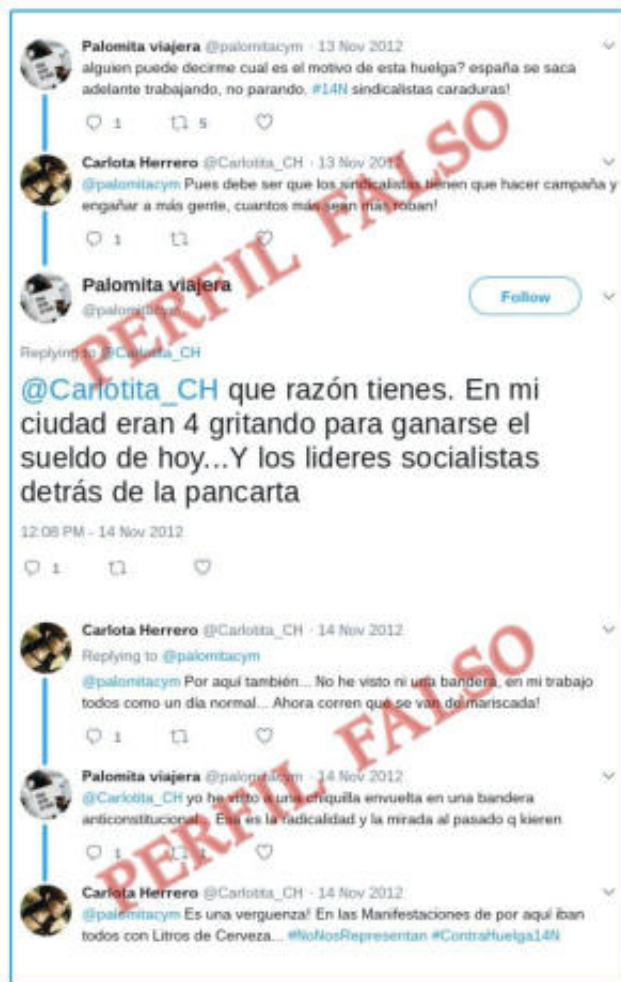 Palomita viajera @palomitacym · 13 Nov 2012
alguien puede decirme cual es el motivo de esta huelga? españa se saca
adelante trabajando, no parando. #14N sindicalistas caraduras!
1 5
Carlota Herrero @Carlotita_CH · 13 Nov 2012
@palomitacym Pues debe ser que los sindicalistas tienen que hacer campaña y
engañar a más gente, cuantos más sean más roban!
1
PERFIL FALSO
Palomita viajera
@palomitacym
Follow
Replying to @Carlotita_CH
@Carlotita_CH que razón tienes. En mi
ciudad eran 4 gritando para ganarse el
sueldo de hoy...Y los lideres socialistas
detrás de la pancarta
12:08 PM - 14 Nov 2012
1
Carlota Herrero @Carlotita_CH · 14 Nov 2012
Replying to @palomitacym
@palomitacym Por aquí también... No he visto ni una bandera, en mi trabajo
todos como un día normal... Ahora corren que se van de mariscada!
1
PERFIL FALSO
Palomita viajera @palomitacym · 14 Nov 2012
@Carlotita_CH yo he visto a una chiquilla envuelta en una bandera
anticonstitucional... Esa es la radicalidad y la mirada al pasado q kieren
1 1
Carlota Herrero @Carlotita_CH · 14 Nov 2012
@palomitacym Es una verguenza! En las Manifestaciones de por aquí iban
todos con Litros de Cerveza... #NoNosRepresentan #ContraHuelga14N